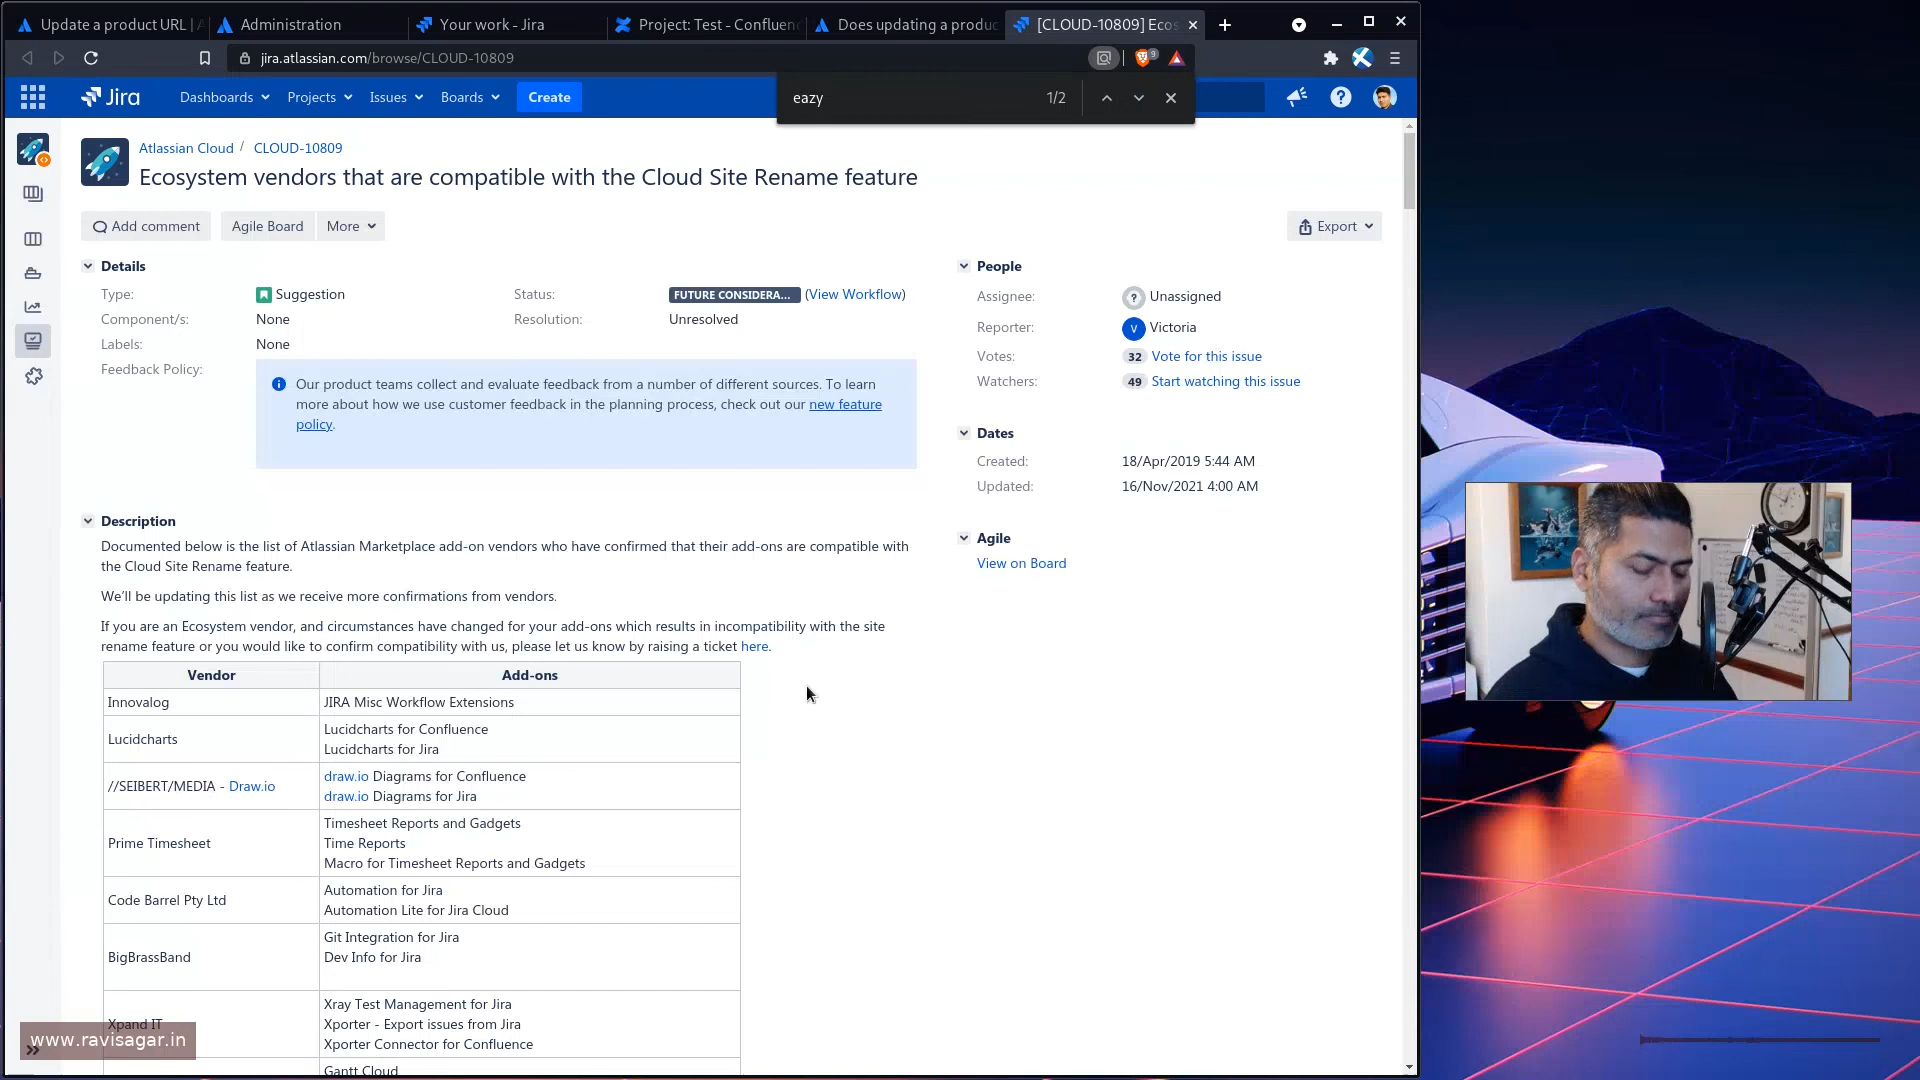 Update a product URL |
Administration
Your work - Jira
Project: Test - Confluen
Does updating a produc
[CLOUD-10809] Ecos
jira.atlassian.com/browse/CLOUD-10809
9
Jira
Dashboards
Projects
Issues
Boards
Create
eazy
1/2
Atlassian Cloud / CLOUD-10809
Ecosystem vendors that are compatible with the Cloud Site Rename feature
Add comment
Agile Board
More
Export
Details
Type:
Suggestion
Status:
FUTURE CONSIDERA... (View Workflow)
Component/s:
None
Resolution:
Unresolved
Labels:
None
Feedback Policy:
Our product teams collect and evaluate feedback from a number of different sources. To learn
more about how we use customer feedback in the planning process, check out our new feature
policy.
People
Assignee:
Unassigned
Reporter:
V Victoria
Votes:
32 Vote for this issue
Watchers:
49 Start watching this issue
Dates
Created:
18/Apr/2019 5:44 AM
Updated:
16/Nov/2021 4:00 AM
Agile
View on Board
Description
Documented below is the list of Atlassian Marketplace add-on vendors who have confirmed that their add-ons are compatible with
the Cloud Site Rename feature.
We'll be updating this list as we receive more confirmations from vendors.
If you are an Ecosystem vendor, and circumstances have changed for your add-ons which results in incompatibility with the site
rename feature or you would like to confirm compatibility with us, please let us know by raising a ticket here.
Vendor
Add-ons
Innovalog
JIRA Misc Workflow Extensions
Lucidcharts
Lucidcharts for Confluence
Lucidcharts for Jira
//SEIBERT/MEDIA - Draw.io
draw.io Diagrams for Confluence
draw.io Diagrams for Jira
Prime Timesheet
Timesheet Reports and Gadgets
Time Reports
Macro for Timesheet Reports and Gadgets
Code Barrel Pty Ltd
Automation for Jira
Automation Lite for Jira Cloud
BigBrassBand
Git Integration for Jira
Dev Info for Jira
Xpand IT
Xray Test Management for Jira
Xporter - Export issues from Jira
Xporter Connector for Confluence
Gantt Cloud
www.ravisagar.in